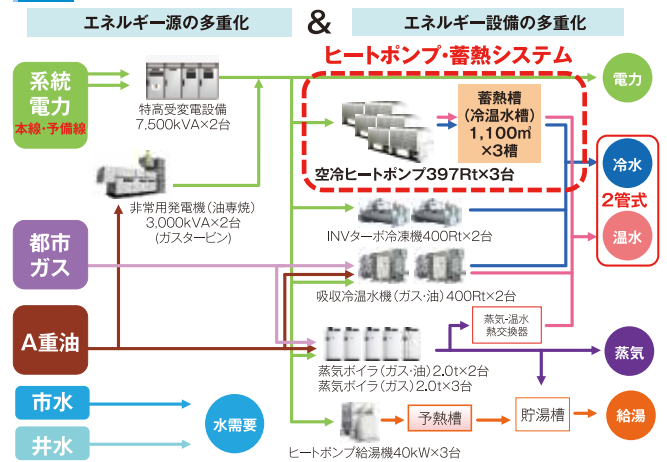 エネルギー源の多重化
&
エネルギー設備の多重化
ヒートポンプ・蓄熱システム
系統
電力
本線・予備線
特高受変電設備
7,500kVA×2台
電力
蓄熱槽
(冷温水槽)
1,100㎥
×3槽
空冷ヒートポンプ397Rt×3台
冷水
2管式
温水
非常用発電機(油専焼)
3,000kVA×2台
(ガスタービン)
INVターボ冷凍機400Rt×2台
都市
ガス
吸収冷温水機(ガス・油)400Rt×2台
A重油
蒸気-温水
熱交換器
蒸気
蒸気ボイラ(ガス・油)2.0t×2台
蒸気ボイラ(ガス)2.0t×3台
市水
水需要
井水
予熱槽
貯湯槽
給湯
ヒートポンプ給湯機40kW×3台